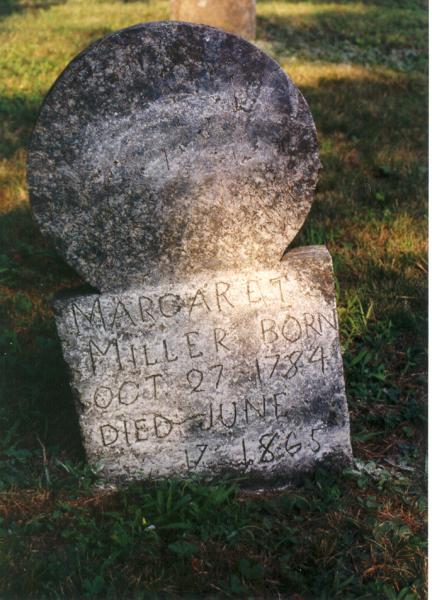 MARGARET
MILLER BORN
OCT 27 1784
DIED JUNE
17 1865